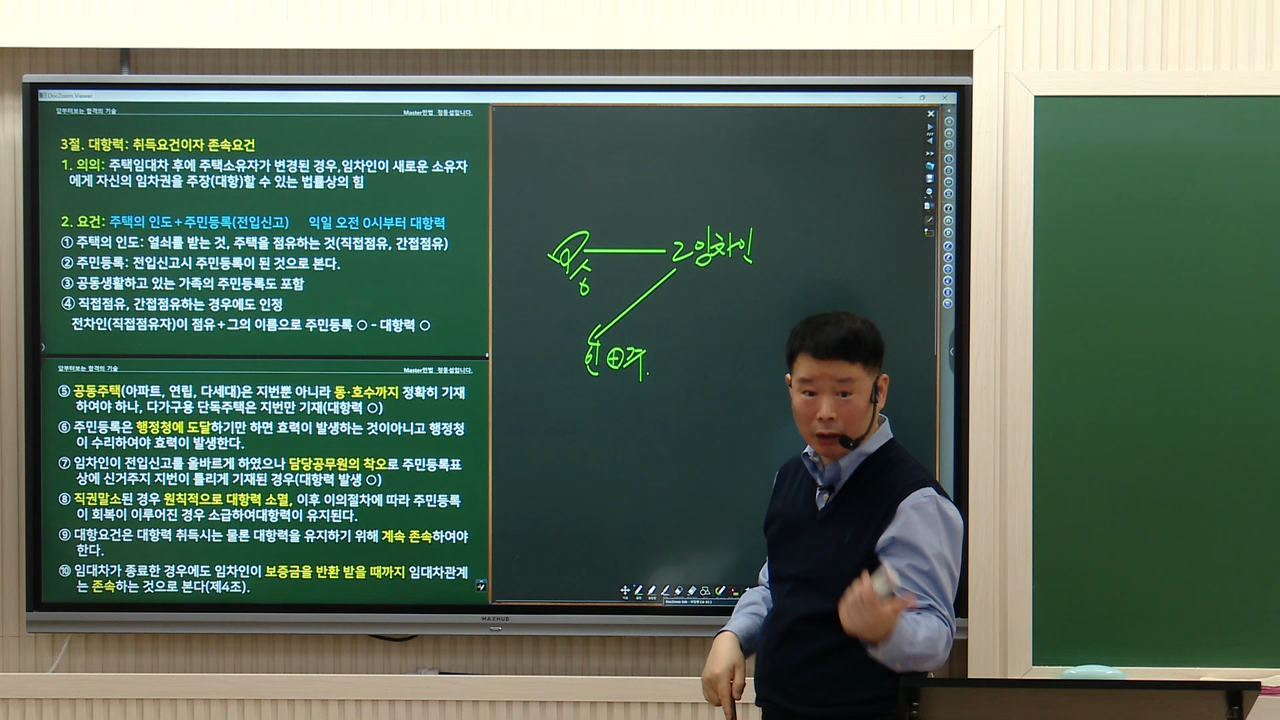 DocZoom Viewer
앞부터보는 합격의 기술
Master민법 정동섭입니다.
3절. 대항력: 취득요건이자 존속요건
1. 의의: 주택임대차 후에 주택소유자가 변경된 경우, 임차인이 새로운 소유자
에게 자신의 임차권을 주장(대항)할 수 있는 법률상의 힘
2. 요건: 주택의 인도+주민등록(전입신고) 익일 오전 0시부터 대항력
① 주택의 인도: 열쇠를 받는 것, 주택을 점유하는 것(직접점유, 간접점유)
② 주민등록: 전입신고시 주민등록이 된 것으로 본다.
③ 공동생활하고 있는 가족의 주민등록도 포함
④ 직접점유, 간접점유하는 경우에도 인정
전차인(직접점유자)이 점유+그의 이름으로 주민등록 ○ - 대항력 ○
앞부터보는 합격의 기술
Master민법 정동섭입니다.
⑤ 공동주택(아파트, 연립, 다세대)은 지번뿐 아니라 동·호수까지 정확히 기재
하여야 하나, 다가구용 단독주택은 지번만 기재(대항력 ○)
⑥ 주민등록은 행정청에 도달하기만 하면 효력이 발생하는 것이아니고 행정청
이 수리하여야 효력이 발생한다.
⑦ 임차인이 전입신고를 올바르게 하였으나 담당공무원의 착오로 주민등록표
상에 신거주지 지번이 틀리게 기재된 경우(대항력 발생 ○)
⑧ 직권말소된 경우 원칙적으로 대항력 소멸, 이후 이의절차에 따라 주민등록
이 회복이 이루어진 경우 소급하여대항력이 유지된다.
⑨ 대항요건은 대항력 취득시는 물론 대항력을 유지하기 위해 계속 존속하여야
한다.
⑩ 임대차가 종료한 경우에도 임차인이 보증금을 반환 받을 때까지 임대차관계
는 존속하는 것으로 본다(제4조).
2임차인
인⊕주.
MAXHUB